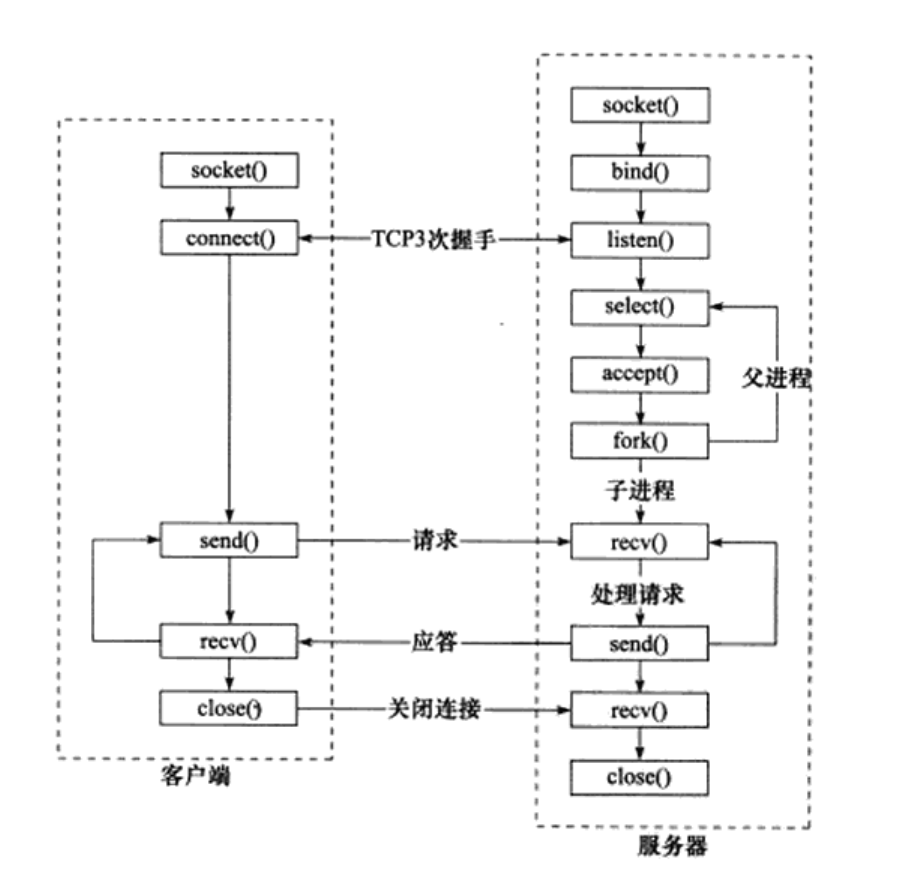 socket()
connect()
send()
recv()
close()
客户端
TCP3次握手
请求
应答
关闭连接
socket()
bind()
listen()
select()
accept()
fork()
父进程
子进程
recv()
处理请求
send()
recv()
close()
服务器